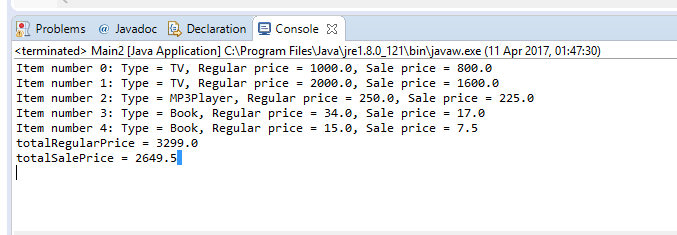 Problems @ Javadoc Declaration Console
<terminated> Main2 [Java Application] C:\Program Files\Java\jre1.8.0_121\bin\javaw.exe (11 Apr 2017, 01:47:30)
Item number 0: Type = TV, Regular price = 1000.0, Sale price = 800.0
Item number 1: Type = TV, Regular price = 2000.0, Sale price = 1600.0
Item number 2: Type = MP3Player, Regular price = 250.0, Sale price = 225.0
Item number 3: Type = Book, Regular price = 34.0, Sale price = 17.0
Item number 4: Type = Book, Regular price = 15.0, Sale price = 7.5
totalRegularPrice = 3299.0
totalSalePrice = 2649.5